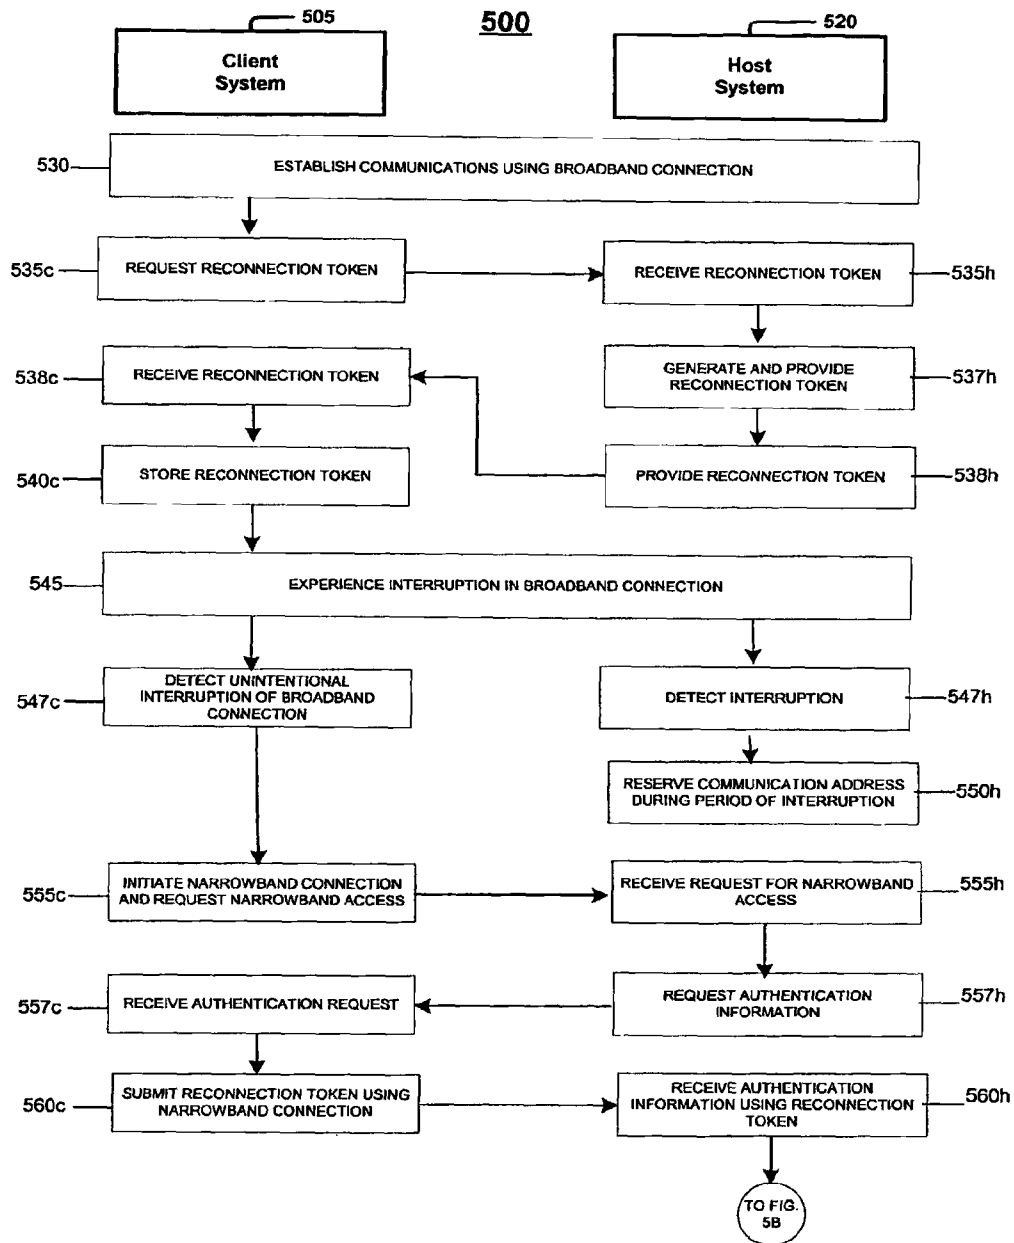 500
505
520
Client
System
Host
System
530
ESTABLISH COMMUNICATIONS USING BROADBAND CONNECTION
535c
REQUEST RECONNECTION TOKEN
RECEIVE RECONNECTION TOKEN
535h
538c
RECEIVE RECONNECTION TOKEN
GENERATE AND PROVIDE
RECONNECTION TOKEN
537h
540c
STORE RECONNECTION TOKEN
PROVIDE RECONNECTION TOKEN
538h
545
EXPERIENCE INTERRUPTION IN BROADBAND CONNECTION
547c
DETECT UNINTENTIONAL
INTERRUPTION OF BROADBAND
CONNECTION
DETECT INTERRUPTION
547h
RESERVE COMMUNICATION ADDRESS
DURING PERIOD OF INTERRUPTION
550h
555c
INITIATE NARROWBAND CONNECTION
AND REQUEST NARROWBAND ACCESS
RECEIVE REQUEST FOR NARROWBAND
ACCESS
555h
557c
RECEIVE AUTHENTICATION REQUEST
REQUEST AUTHENTICATION
INFORMATION
557h
560c
SUBMIT RECONNECTION TOKEN USING
NARROWBAND CONNECTION
RECEIVE AUTHENTICATION
INFORMATION USING RECONNECTION
TOKEN
560h
TO FIG.
5B